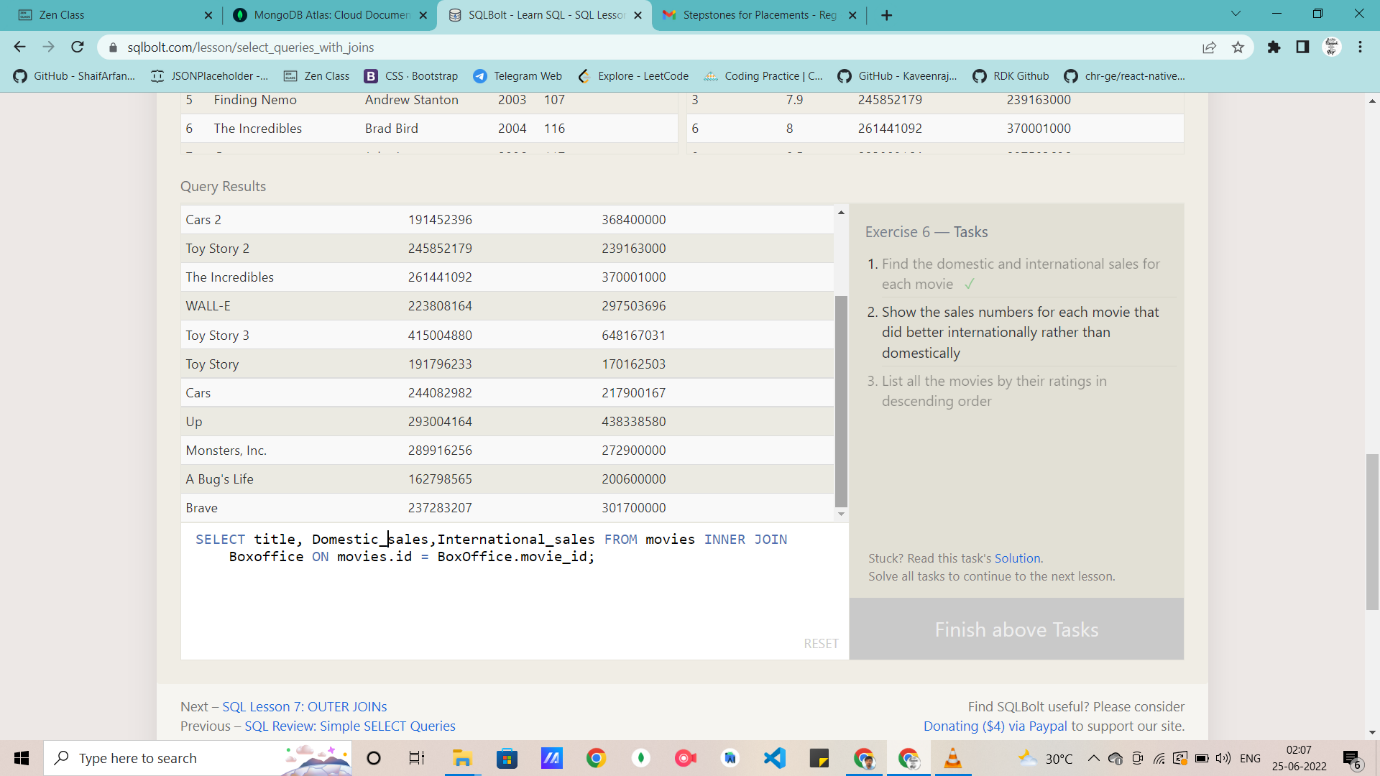 Zen Class
MongoDB Atlas: Cloud Documen
SQLBolt - Learn SQL - SQL Lesson
Stepstones for Placements - Reg
sqlbolt.com/lesson/select_queries_with_joins
GitHub - ShaifArfan... JSONPlaceholder -... Zen Class CSS · Bootstrap Telegram Web Explore - LeetCode Coding Practice | C... GitHub - Kaveenraj... RDK Github chr-ge/react-native...
5 Finding Nemo Andrew Stanton 2003 107 3 7.9 245852179 239163000
6 The Incredibles Brad Bird 2004 116 6 8 261441092 370001000
Query Results
Cars 2 191452396 368400000
Toy Story 2 245852179 239163000
The Incredibles 261441092 370001000
WALL-E 223808164 297503696
Toy Story 3 415004880 648167031
Toy Story 191796233 170162503
Cars 244082982 217900167
Up 293004164 438338580
Monsters, Inc. 289916256 272900000
A Bug's Life 162798565 200600000
Brave 237283207 301700000
SELECT title, Domestic_sales,International_sales FROM movies INNER JOIN
Boxoffice ON movies.id = BoxOffice.movie_id;
RESET
Exercise 6 — Tasks
1. Find the domestic and international sales for
each movie ✓
2. Show the sales numbers for each movie that
did better internationally rather than
domestically
3. List all the movies by their ratings in
descending order
Stuck? Read this task's Solution.
Solve all tasks to continue to the next lesson.
Finish above Tasks
Next – SQL Lesson 7: OUTER JOINs
Previous – SQL Review: Simple SELECT Queries
Find SQLBolt useful? Please consider
Donating ($4) via Paypal to support our site.
Type here to search
30°C
ENG
02:07
25-06-2022
6